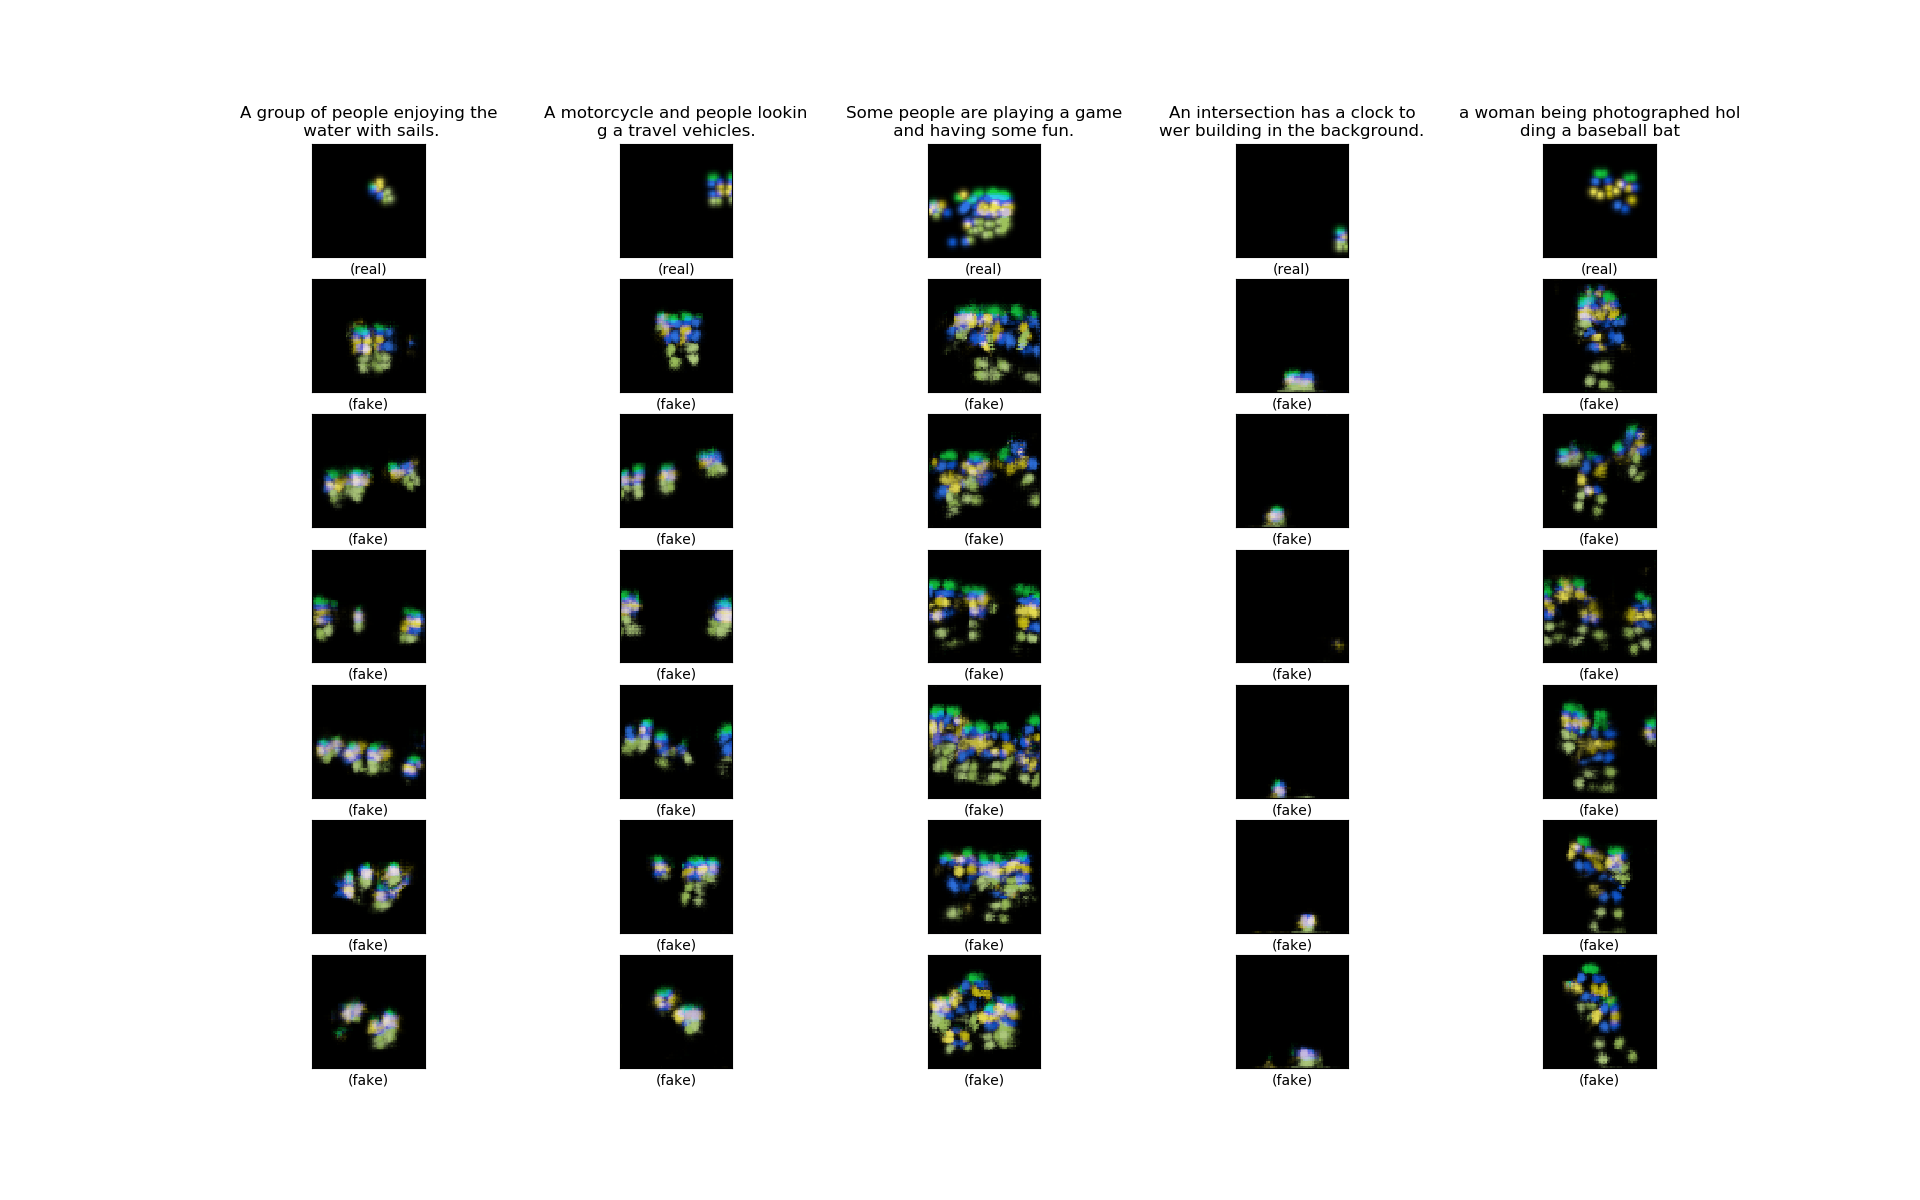 A group of people enjoying the
water with sails.
A motorcycle and people lookin
g a travel vehicles.
Some people are playing a game
and having some fun.
An intersection has a clock to
wer building in the background.
a woman being photographed hol
ding a baseball bat
(real) (real) (real) (real) (real)
(fake) (fake) (fake) (fake) (fake)
(fake) (fake) (fake) (fake) (fake)
(fake) (fake) (fake) (fake) (fake)
(fake) (fake) (fake) (fake) (fake)
(fake) (fake) (fake) (fake) (fake)
(fake) (fake) (fake) (fake) (fake)